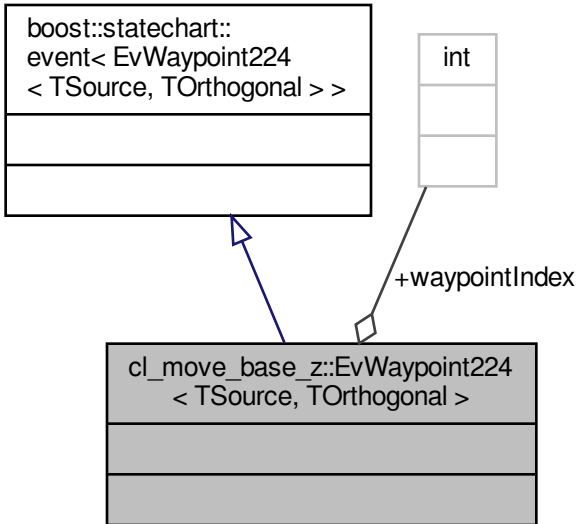 boost::statechart::
event< EvWaypoint224
< TSource, TOrthogonal > >
int
+waypointIndex
cl_move_base_z::EvWaypoint224
< TSource, TOrthogonal >